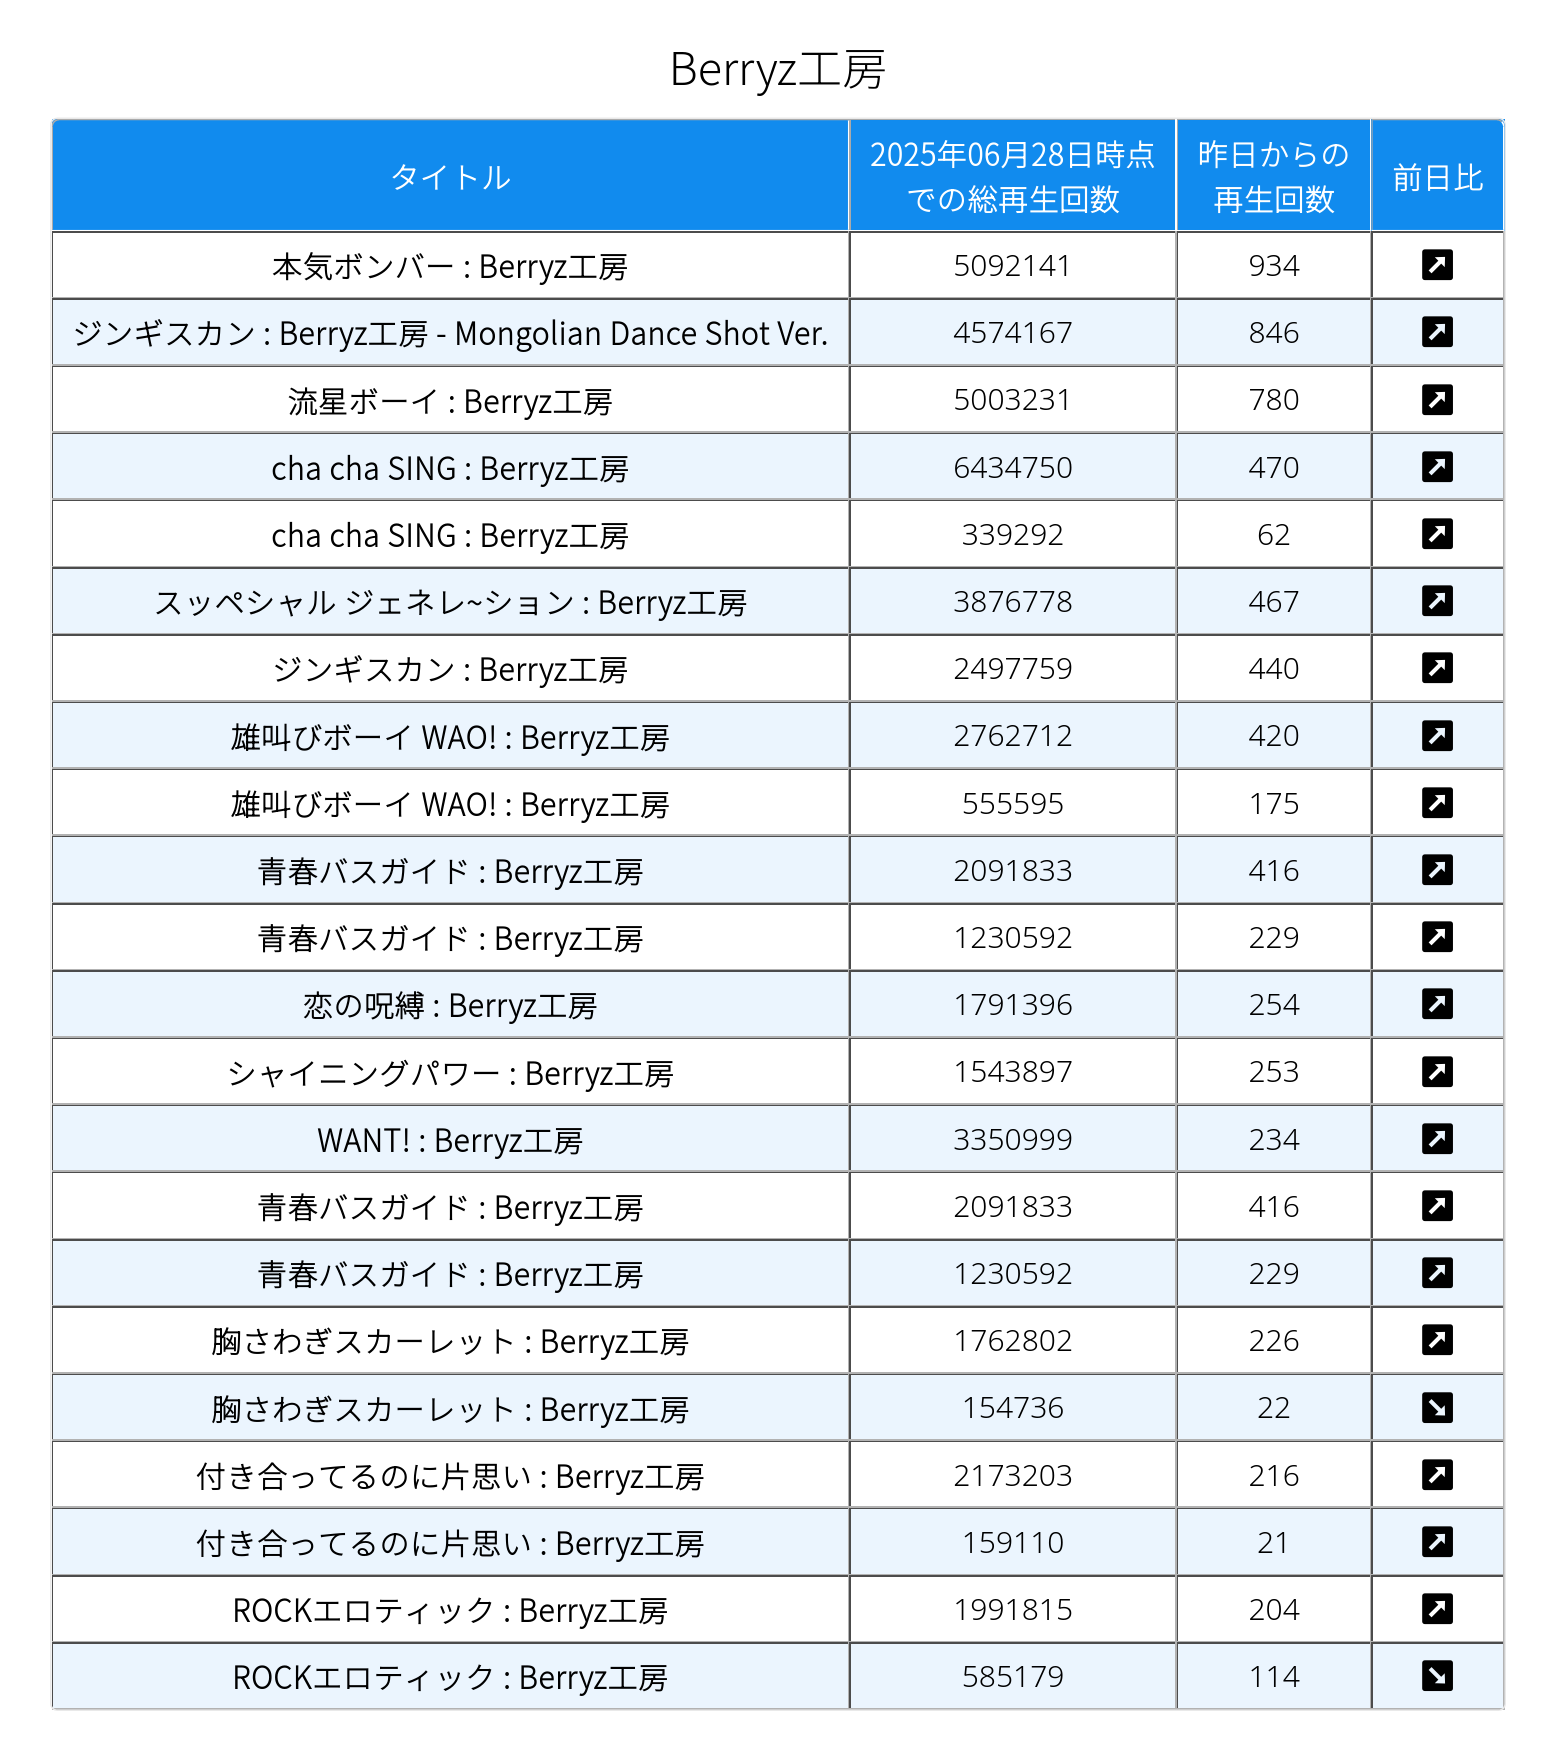 Berryz工房
タイトル 2025年06月28日時点での総再生回数 昨日からの再生回数 前日比
本気ボンバー : Berryz工房 5092141 934 ↗
ジンギスカン : Berryz工房 - Mongolian Dance Shot Ver. 4574167 846 ↗
流星ボーイ : Berryz工房 5003231 780 ↗
cha cha SING : Berryz工房 6434750 470 ↗
cha cha SING : Berryz工房 339292 62 ↗
スッペシャル ジェネレ~ション : Berryz工房 3876778 467 ↗
ジンギスカン : Berryz工房 2497759 440 ↗
雄叫びボーイ WAO! : Berryz工房 2762712 420 ↗
雄叫びボーイ WAO! : Berryz工房 555595 175 ↗
青春バスガイド : Berryz工房 2091833 416 ↗
青春バスガイド : Berryz工房 1230592 229 ↗
恋の呪縛 : Berryz工房 1791396 254 ↗
シャイニングパワー : Berryz工房 1543897 253 ↗
WANT! : Berryz工房 3350999 234 ↗
青春バスガイド : Berryz工房 2091833 416 ↗
青春バスガイド : Berryz工房 1230592 229 ↗
胸さわぎスカーレット : Berryz工房 1762802 226 ↗
胸さわぎスカーレット : Berryz工房 154736 22 ↘
付き合ってるのに片思い : Berryz工房 2173203 216 ↗
付き合ってるのに片思い : Berryz工房 159110 21 ↗
ROCKエロティック : Berryz工房 1991815 204 ↗
ROCKエロティック : Berryz工房 585179 114 ↘